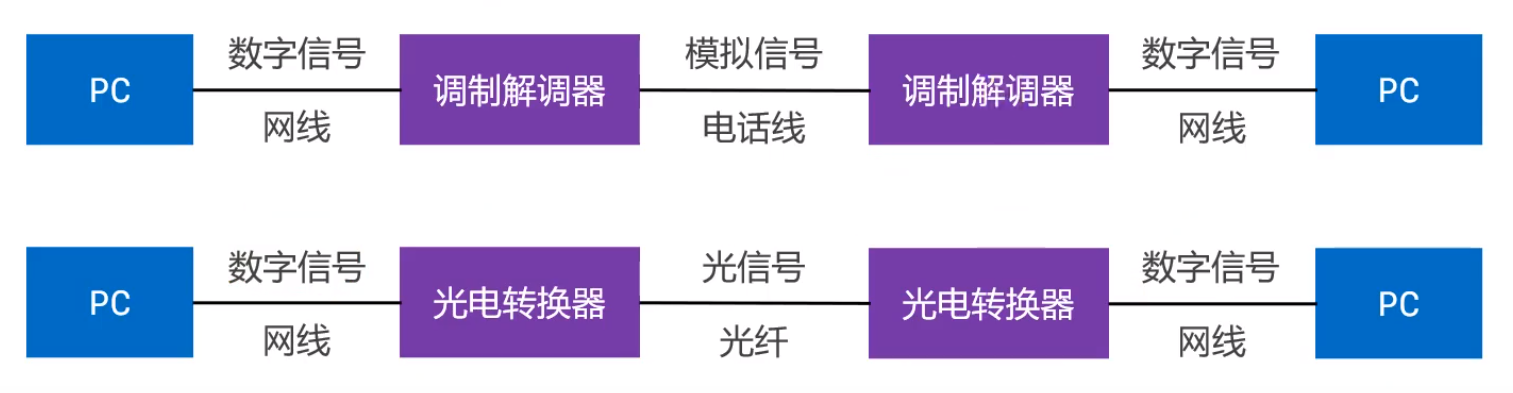 数字信号 模拟信号 数字信号
PC 调制解调器 调制解调器 PC
网线 电话线 网线
数字信号 光信号 数字信号
PC 光电转换器 光电转换器 PC
网线 光纤 网线